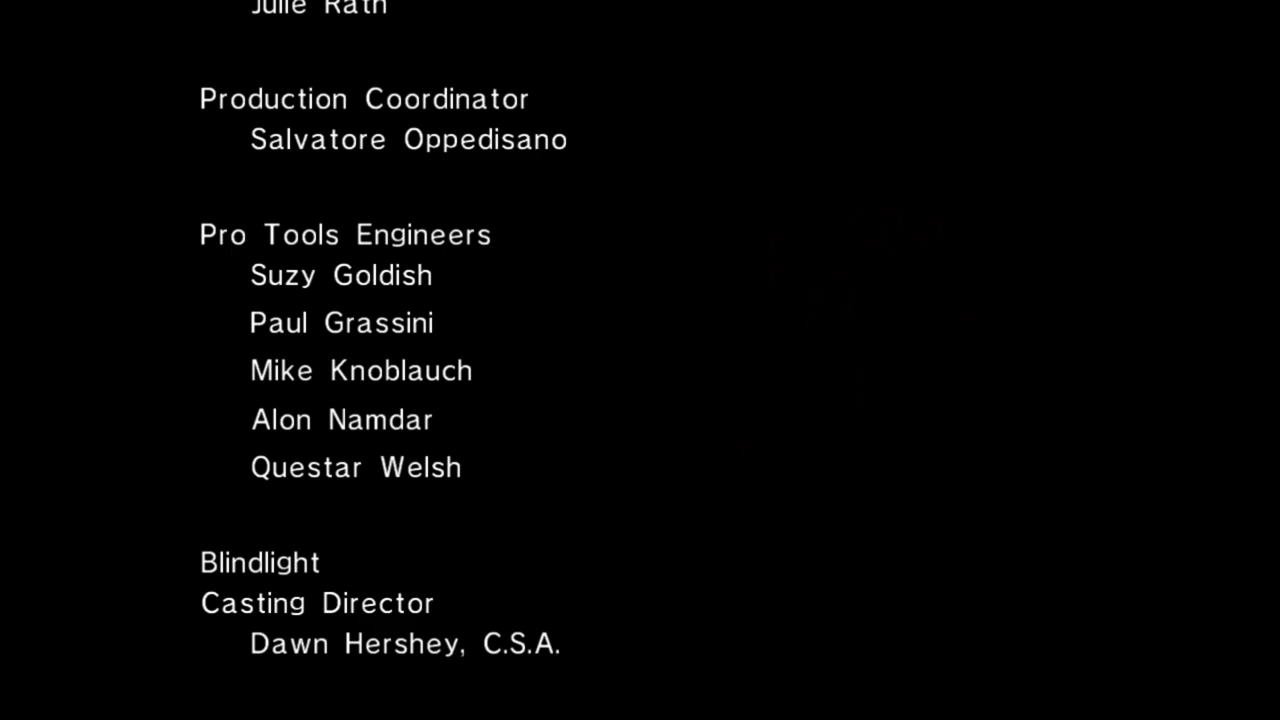 Julie Rath
Production Coordinator
Salvatore Oppedisano
Pro Tools Engineers
Suzy Goldish
Paul Grassini
Mike Knoblauch
Alon Namdar
Questar Welsh
Blindlight
Casting Director
Dawn Hershey, C.S.A.